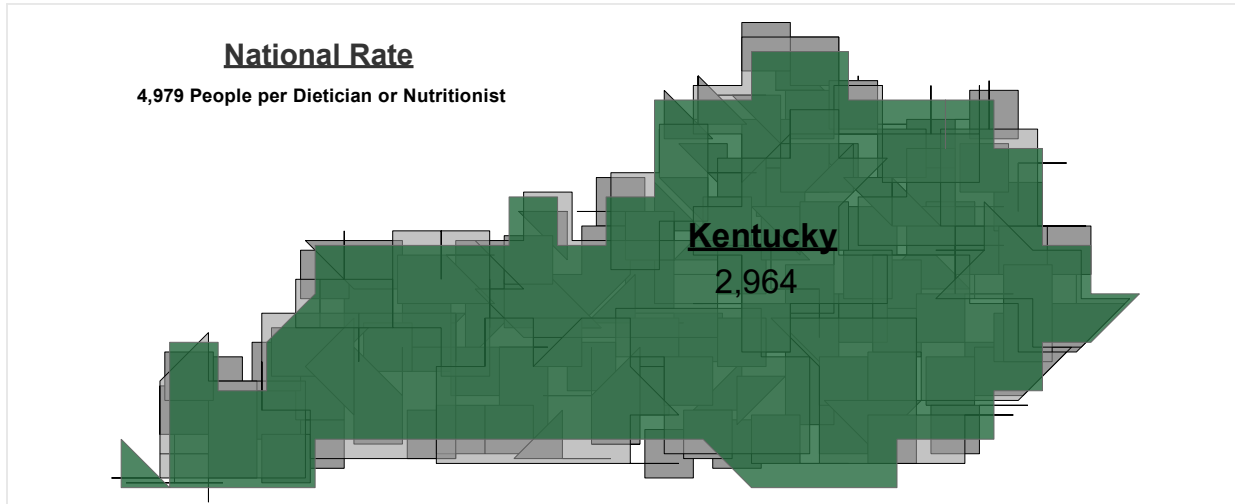 National Rate
4,979 People per Dietician or Nutritionist
Kentucky
2,964